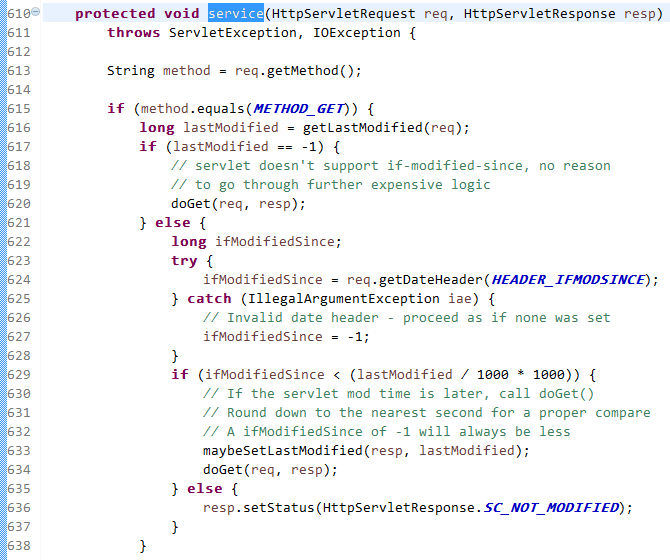 610 protected void service(HttpServletRequest req, HttpServletResponse resp)
611 throws ServletException, IOException {
612
613 String method = req.getMethod();
614
615 if (method.equals(METHOD_GET)) {
616 long lastModified = getLastModified(req);
617 if (lastModified == -1) {
618 // servlet doesn't support if-modified-since, no reason
619 // to go through further expensive logic
620 doGet(req, resp);
621 } else {
622 long ifModifiedSince;
623 try {
624 ifModifiedSince = req.getDateHeader(HEADER_IFMODSINCE);
625 } catch (IllegalArgumentException iae) {
626 // Invalid date header - proceed as if none was set
627 ifModifiedSince = -1;
628 }
629 if (ifModifiedSince < (lastModified / 1000 * 1000)) {
630 // If the servlet mod time is later, call doGet()
631 // Round down to the nearest second for a proper compare
632 // A ifModifiedSince of -1 will always be less
633 maybeSetLastModified(resp, lastModified);
634 doGet(req, resp);
635 } else {
636 resp.setStatus(HttpServletResponse.SC_NOT_MODIFIED);
637 }
638 }